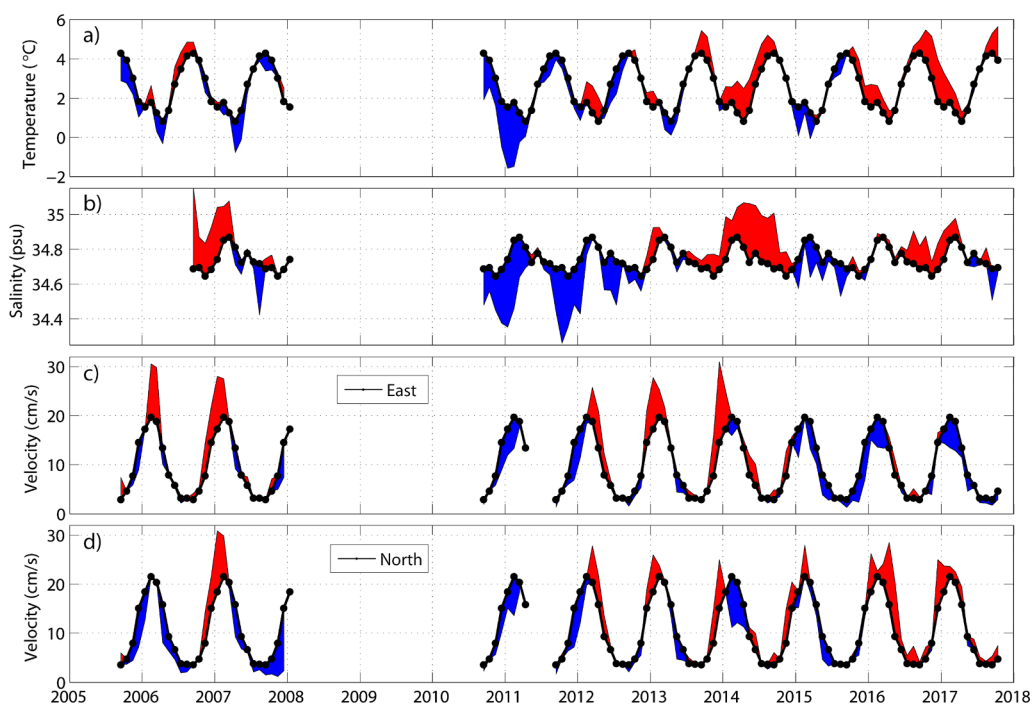 a)
Temperature (°C)
6
4
2
0
−2
b)
Salinity (psu)
35
34.8
34.6
34.4
c)
East
Velocity (cm/s)
30
20
10
0
d)
North
Velocity (cm/s)
30
20
10
0
2005 2006 2007 2008 2009 2010 2011 2012 2013 2014 2015 2016 2017 2018